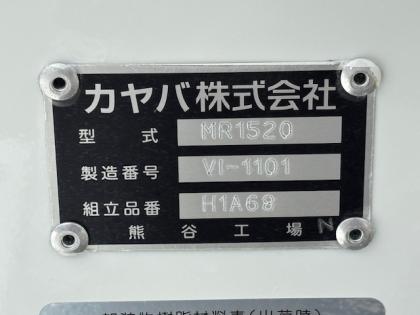 カヤバ株式会社
型式 MR1520
製造番号 VI-1101
組立品番 H1A68
熊谷工場 N